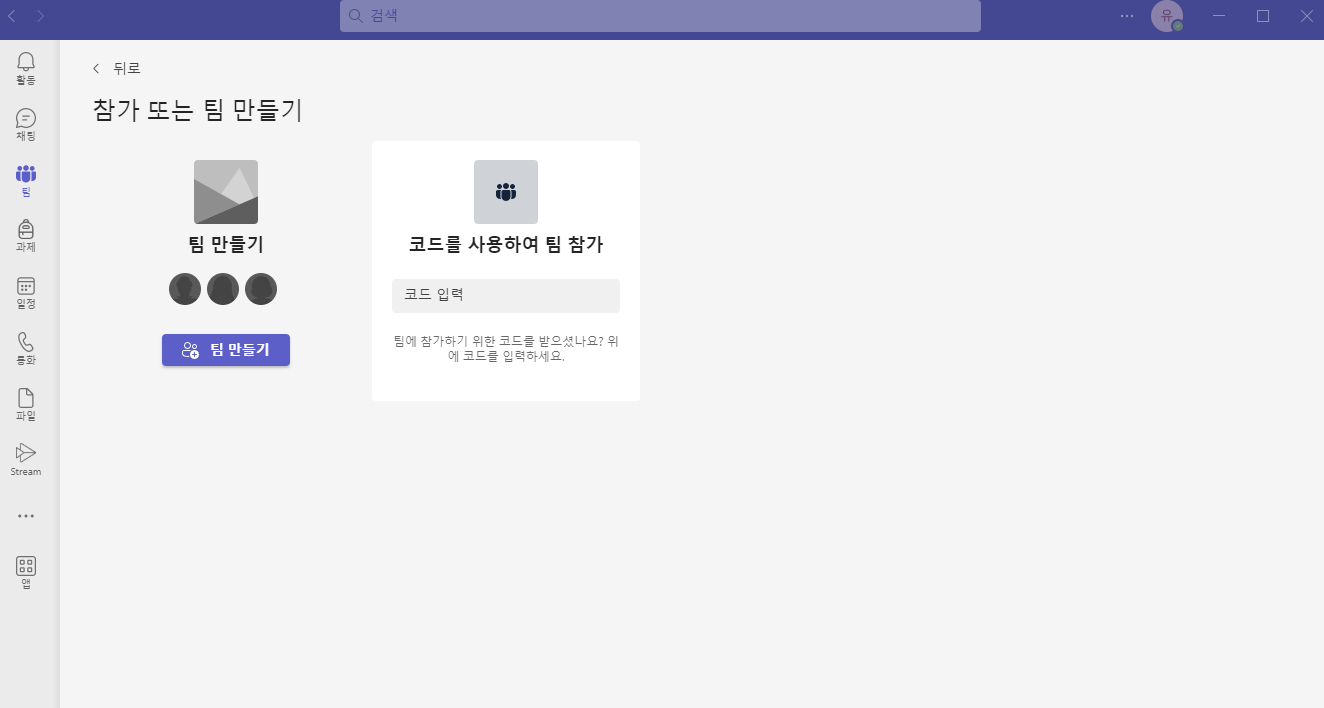 검색
유
활동
채팅
팀
과제
일정
통화
파일
Stream
앱
뒤로
참가 또는 팀 만들기
팀 만들기
팀 만들기
코드를 사용하여 팀 참가
코드 입력
팀에 참가하기 위한 코드를 받으셨나요? 위
에 코드를 입력하세요.